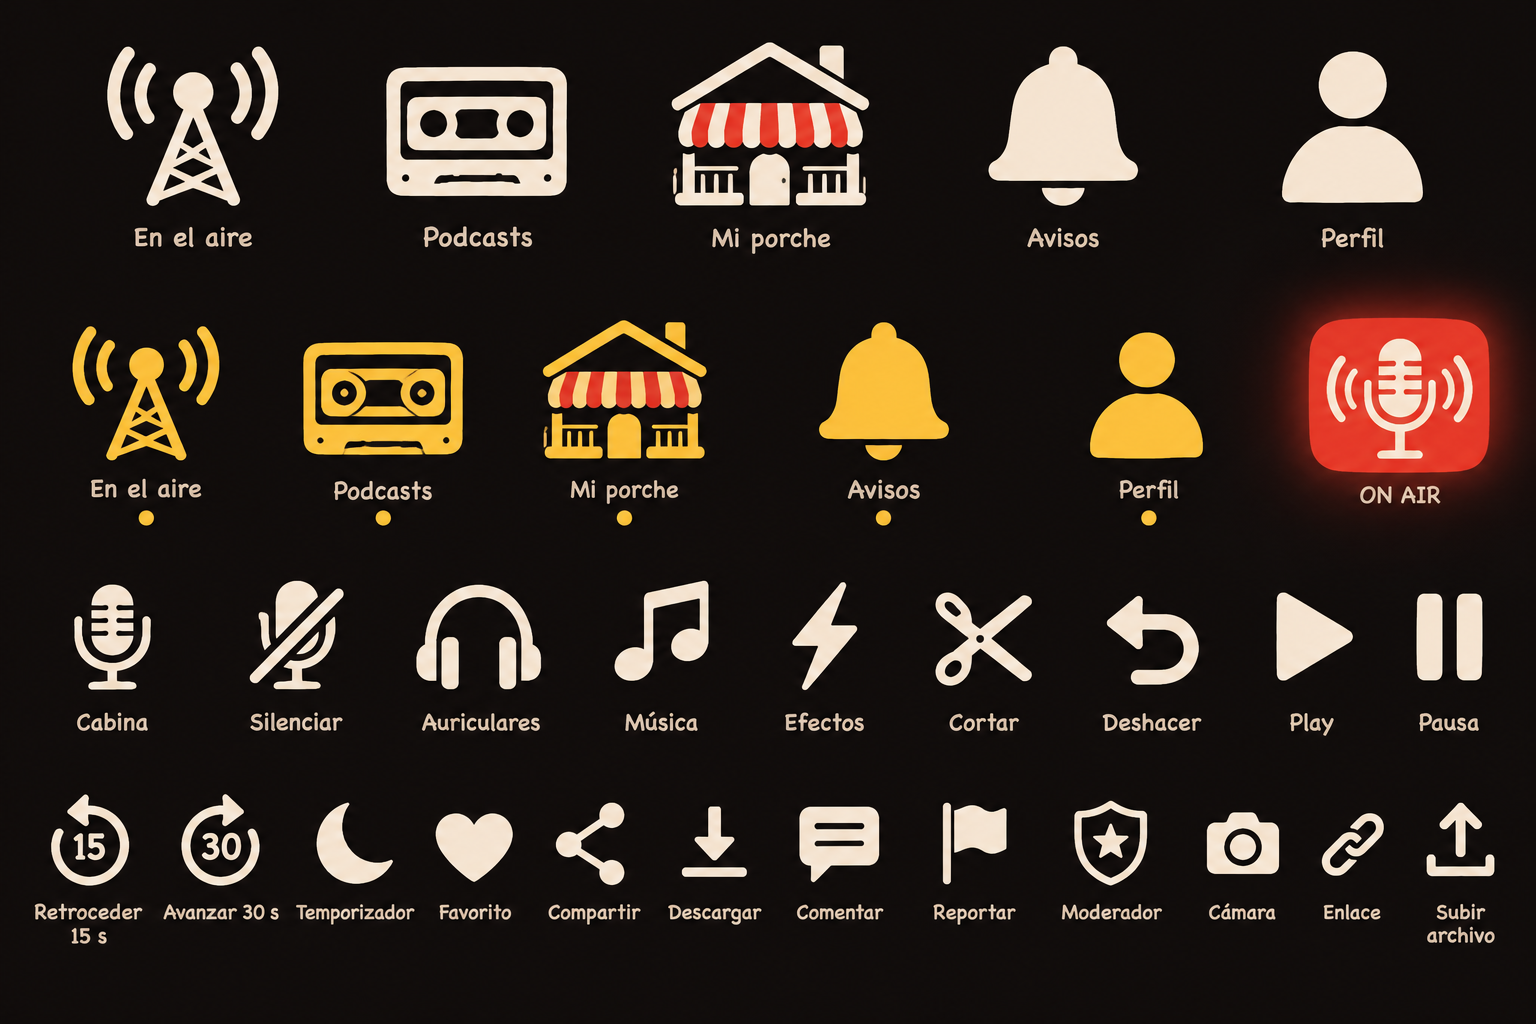 En el aire
Podcasts
Mi porche
Avisos
Perfil
En el aire
Podcasts
Mi porche
Avisos
Perfil
ON AIR
Cabina
Silenciar
Auriculares
Música
Efectos
Cortar
Deshacer
Play
Pausa
15
30
Retroceder
15 s
Avanzar 30 s
Temporizador
Favorito
Compartir
Descargar
Comentar
Reportar
Moderador
Cámara
Enlace
Subir
archivo